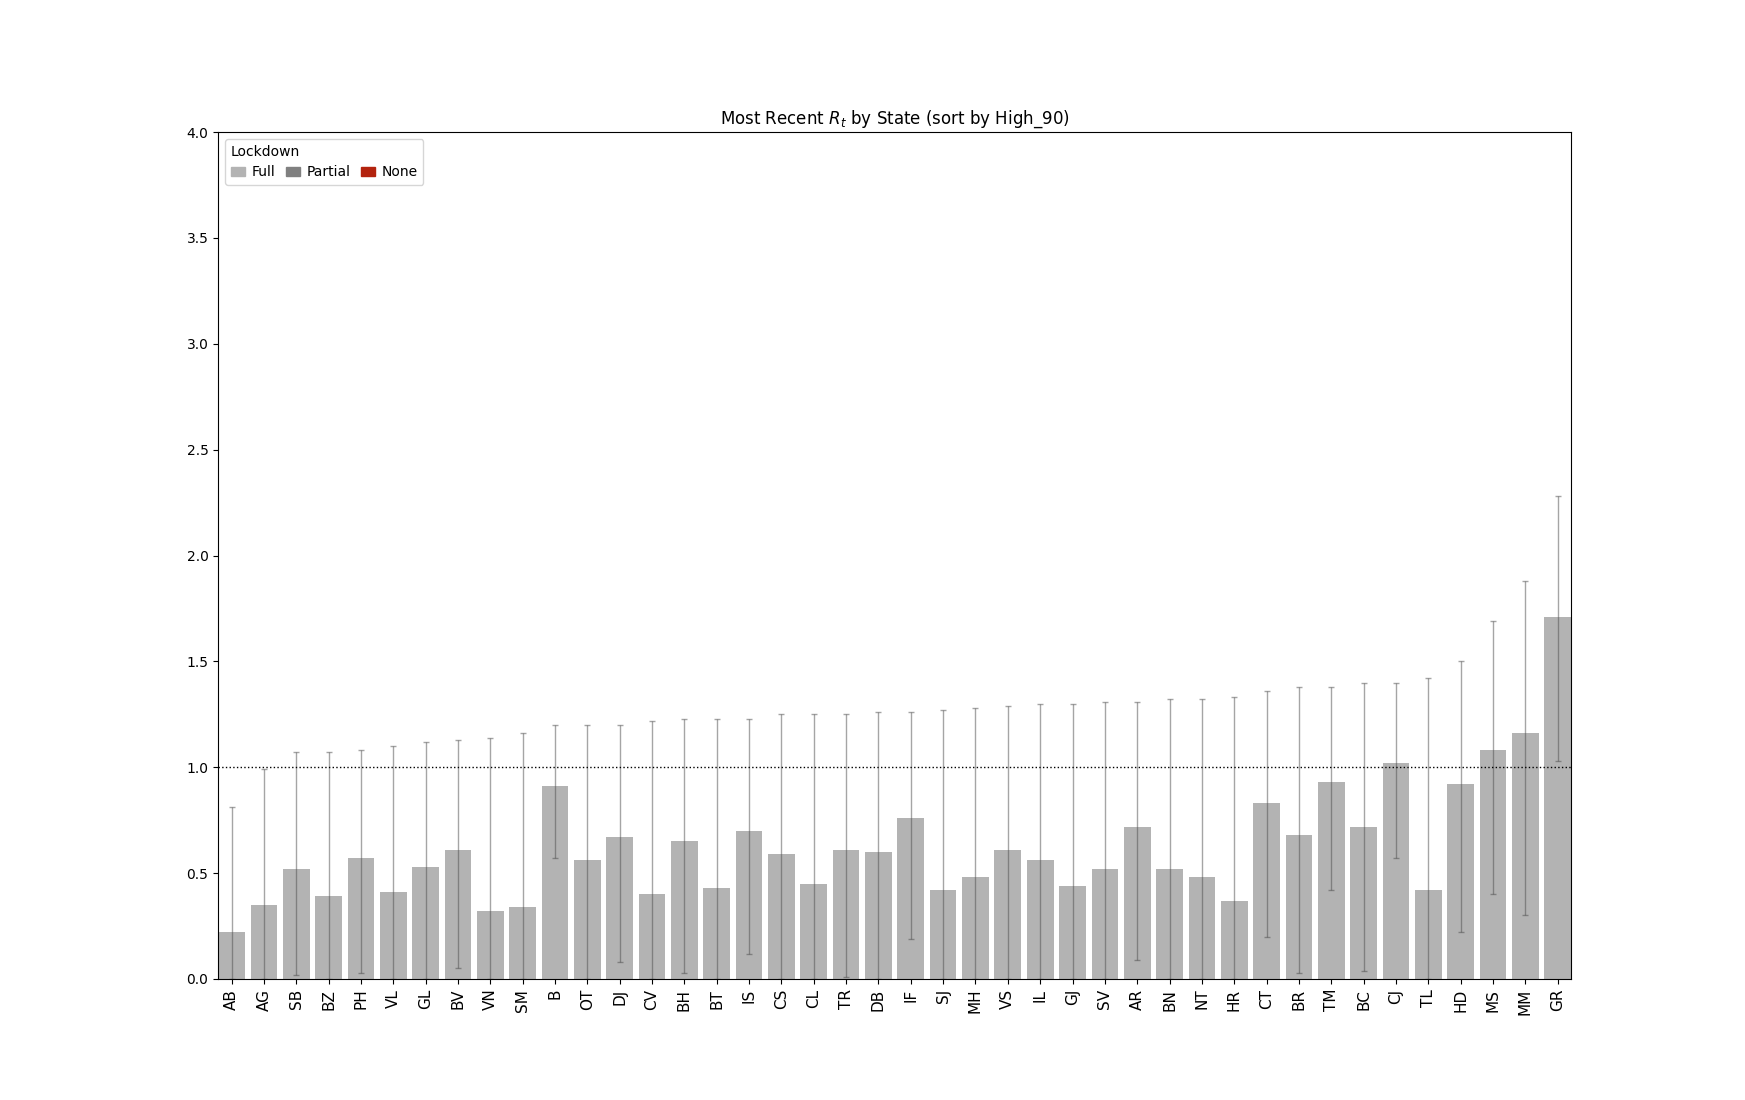 Most Recent Rt by State (sort by High_90)
Lockdown
Full Partial None
4.0
3.5
3.0
2.5
2.0
1.5
1.0
0.5
0.0
AB AG SB BZ PH VL GL BV VN SM B OT DJ CV BH BT IS CS CL TR DB IF SJ MH VS IL GJ SV AR BN NT HR CT BR TM BC CJ TL HD MS MM GR